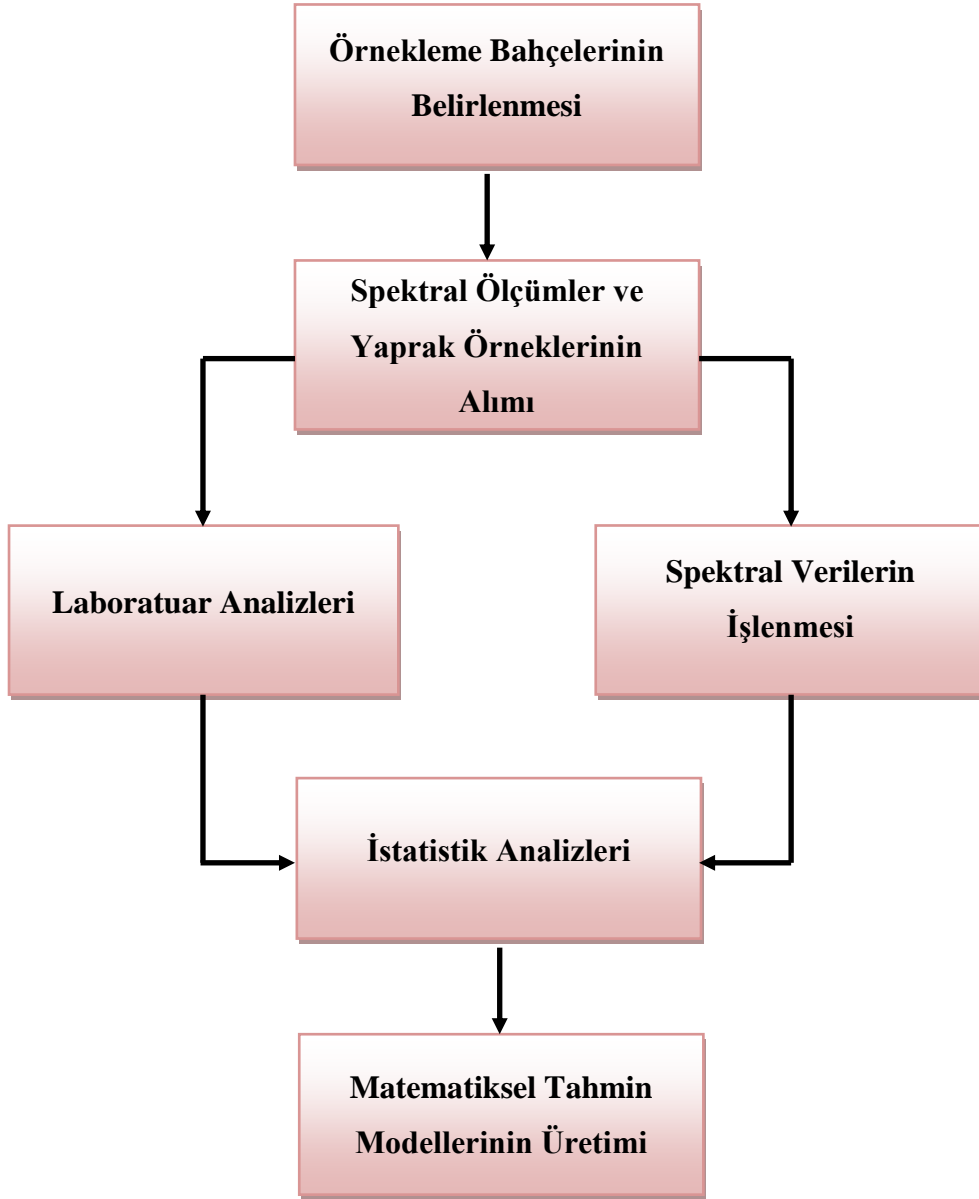 Örnekleme Bahçelerinin
Belirlenmesi
Spektral Ölçümler ve
Yaprak Örneklerinin
Alımı
Laboratuar Analizleri
Spektral Verilerin
İşlenmesi
İstatistik Analizleri
Matematiksel Tahmin
Modellerinin Üretimi